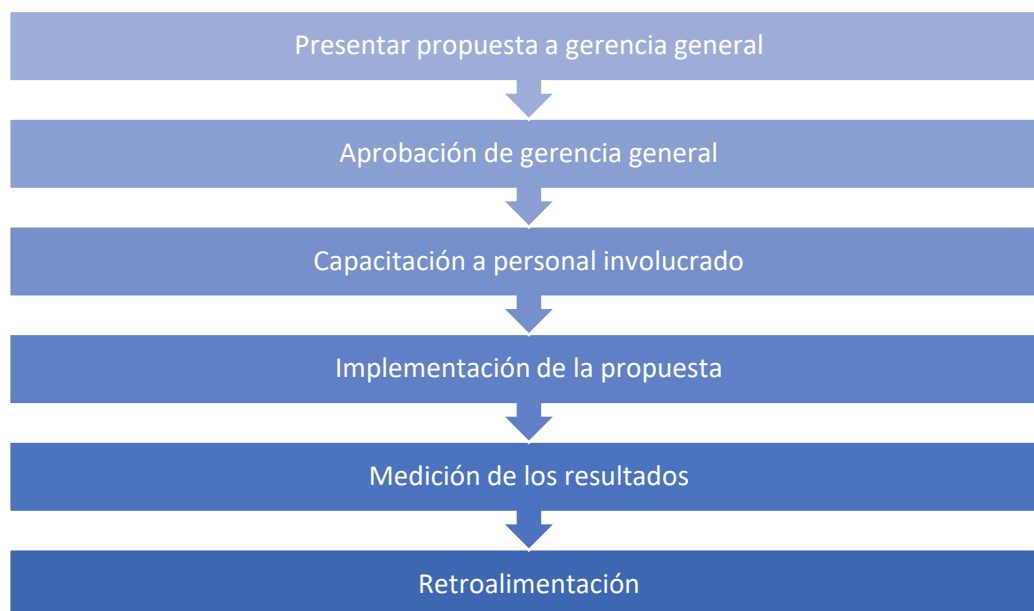 Presentar propuesta a gerencia general
Aprobación de gerencia general
Capacitación a personal involucrado
Implementación de la propuesta
Medición de los resultados
Retroalimentación